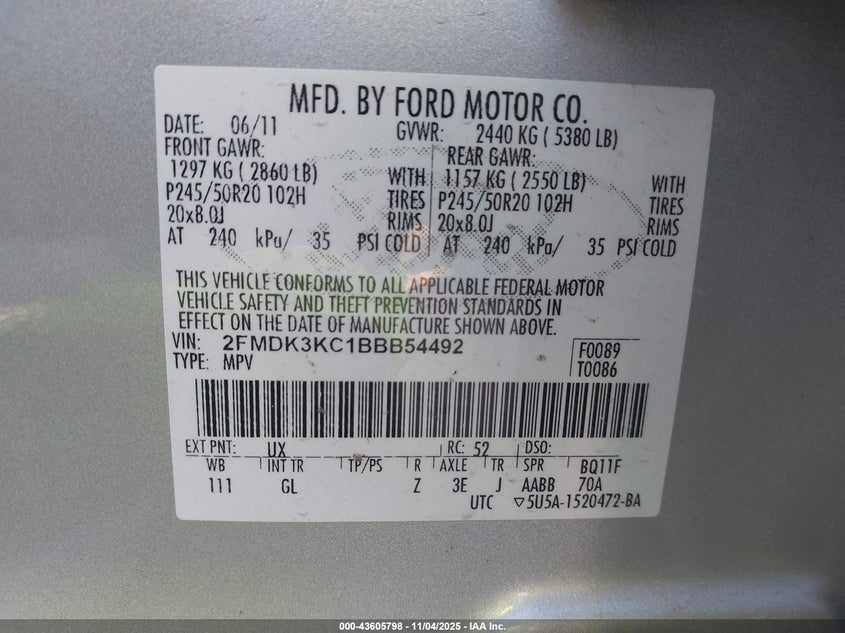 MFD. BY FORD MOTOR CO.
DATE: 06/11 GVWR: 2440 KG ( 5380 LB)
FRONT GAWR: REAR GAWR:
1297 KG ( 2860 LB) WITH 1157 KG ( 2550 LB) WITH
P245/50R20 102H TIRES P245/50R20 102H TIRES
20x8.0J RIMS 20x8.0J RIMS
AT 240 kPa/ 35 PSI COLD AT 240 kPa/ 35 PSI COLD
THIS VEHICLE CONFORMS TO ALL APPLICABLE FEDERAL MOTOR
VEHICLE SAFETY AND THEFT PREVENTION STANDARDS IN
EFFECT ON THE DATE OF MANUFACTURE SHOWN ABOVE.
VIN: 2FMDK3KC1BBB54492 F0089
TYPE: MPV T0086
EXT PNT: UX RC: 52 DSO:
WB INT TR TP/PS R AXLE TR SPR BQ11F
111 GL Z 3E J AABB 70A
UTC ▽5U5A-1520472-BA
000-43605798 - 11/04/2025 - IAA Inc.